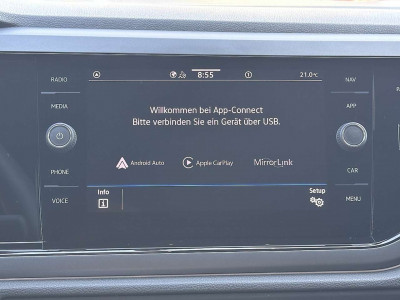 RADIO
8:55
21.0°C
NAV
MEDIA
APP
Willkommen bei App-Connect
Bitte verbinden Sie ein Gerät über USB.
Android Auto
Apple CarPlay
MirrorLink
PHONE
CAR
Info
Setup
VOICE
MENU